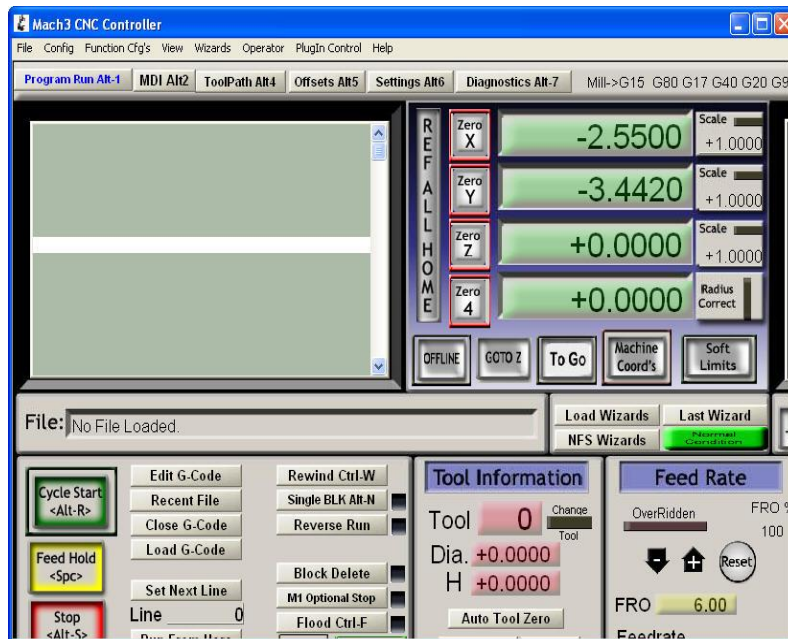 Mach3 CNC Controller
File Config Function Cfg's View Wizards Operator PlugIn Control Help
Program Run Alt-1 MDI Alt2 ToolPath Alt4 Offsets Alt5 Settings Alt6 Diagnostics Alt-7 Mill->G15 G80 G17 G40 G20 G9
REF ALL HOME
Zero X -2.5500 Scale +1.0000
Zero Y -3.4420 Scale +1.0000
Zero Z +0.0000 Scale +1.0000
Zero 4 +0.0000 Radius Correct
OFFLINE GOTO Z To Go Machine Coord's Soft Limits
File: No File Loaded.
Load Wizards Last Wizard
NFS Wizards Normal Condition
Cycle Start <Alt-R>
Feed Hold <Spc>
Stop <Alt-S>
Edit G-Code
Recent File
Close G-Code
Load G-Code
Set Next Line
Line 0
Run From Here
Rewind Ctrl-W
Single BLK Alt-N
Reverse Run
Block Delete
M1 Optional Stop
Flood Ctrl-F
Tool Information
Tool 0 Change Tool
Dia. +0.0000
H +0.0000
Auto Tool Zero
Feed Rate
OverRidden FRO %
100
Reset
FRO 6.00
Feedrate